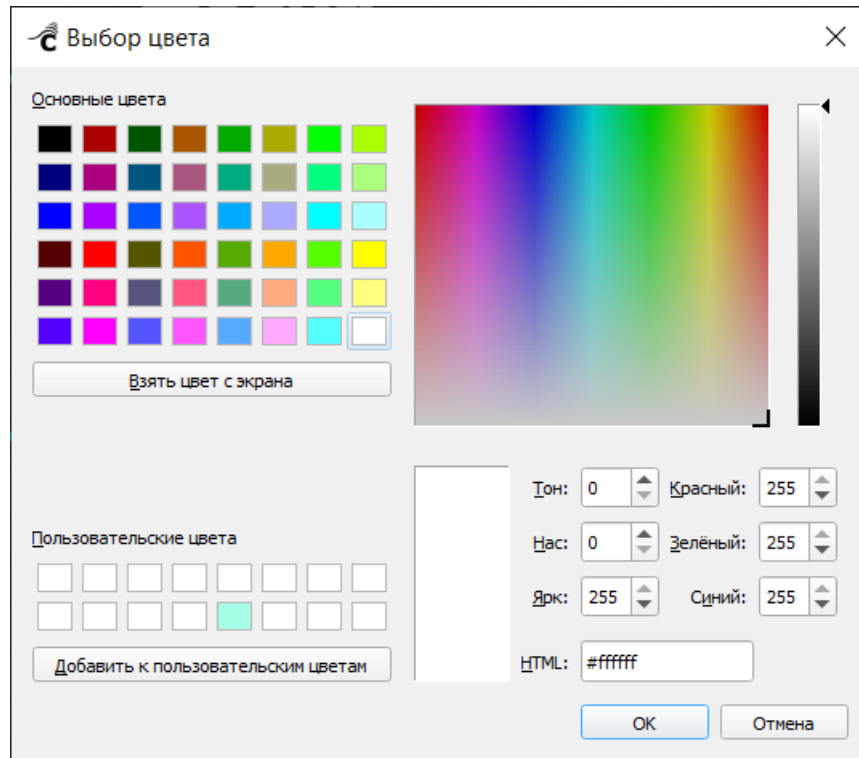 Выбор цвета
Основные цвета
Взять цвет с экрана
Пользовательские цвета
Добавить к пользовательским цветам
Тон: 0 Красный: 255
Нас: 0 Зелёный: 255
Ярк: 255 Синий: 255
HTML: #ffffff
OK Отмена